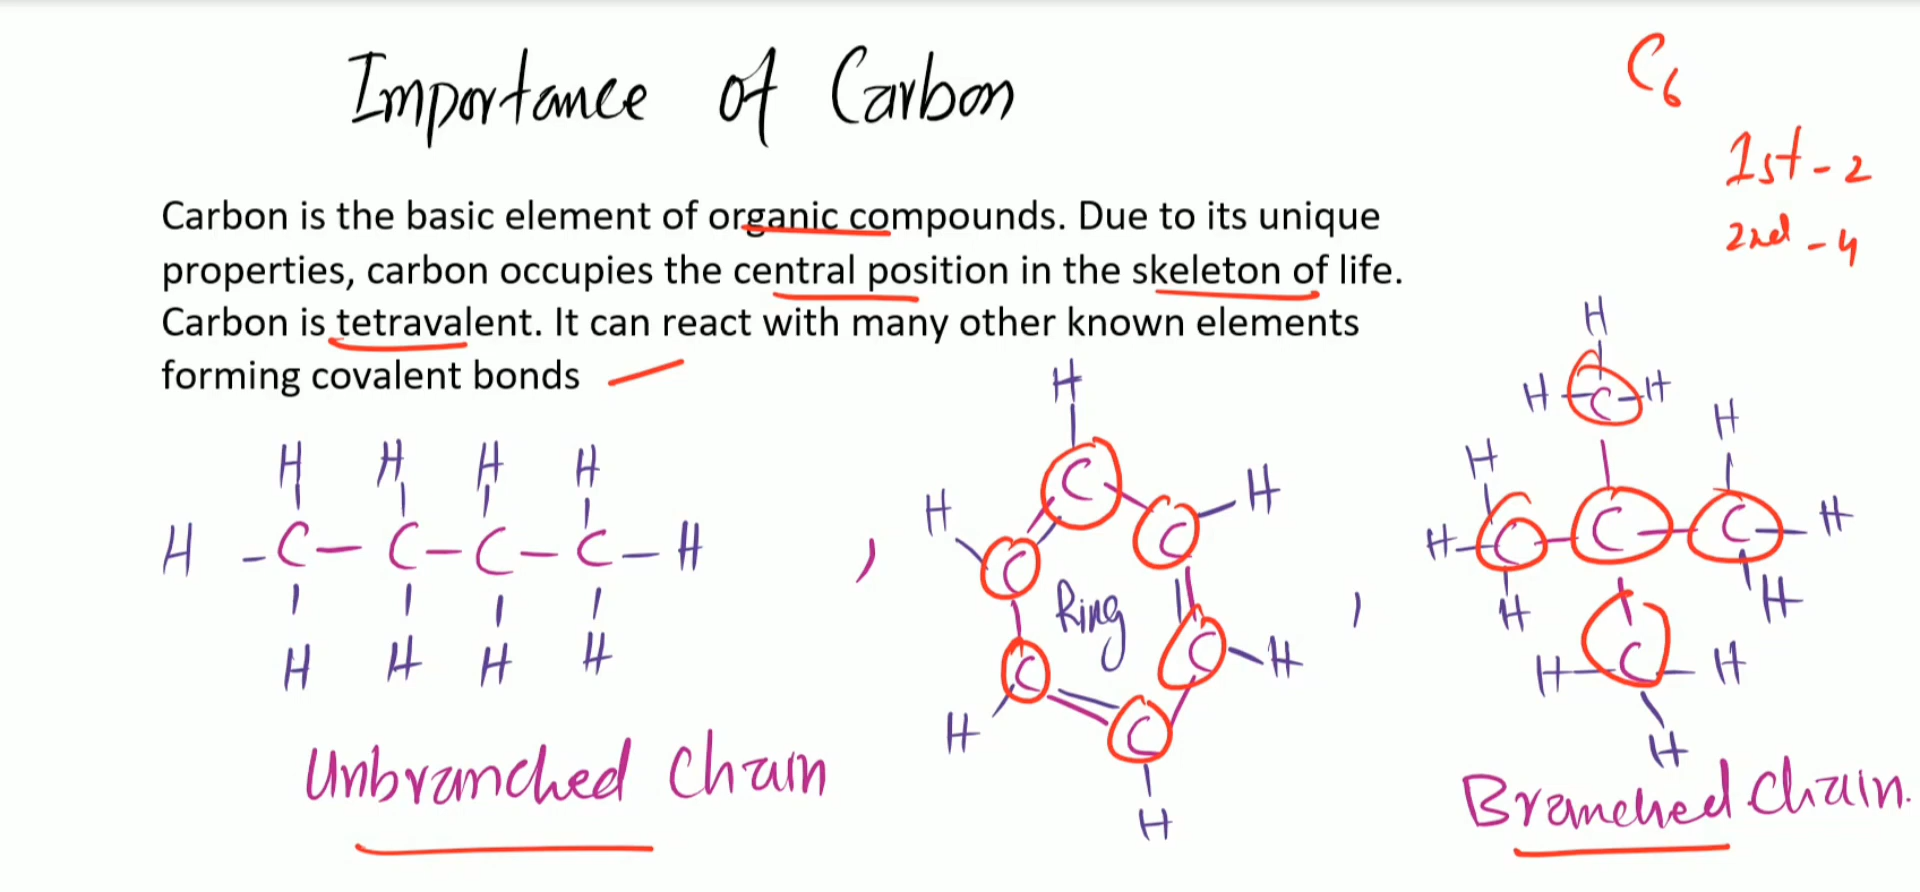 Importance of Carbon
C6
1st - 2
2nd - 4
Carbon is the basic element of organic compounds. Due to its unique
properties, carbon occupies the central position in the skeleton of life.
Carbon is tetravalent. It can react with many other known elements
forming covalent bonds
H H H H
H - C - C - C - C - H
H H H H
,
H
C
H C C H
Ring
C C H
H C
H
,
H
H C H
H H
H C C C H
H H
H C H
H
Unbranched chain
Branched chain.